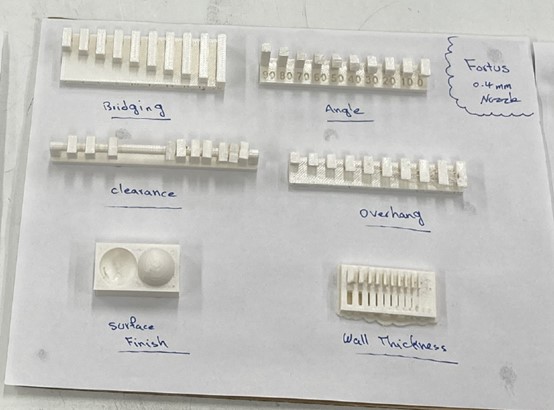 Bridging
90 80 70 60 50 40 30 20 10 0
Angle
Fortus
0.4 mm
Nozzle
clearance
overhang
Surface
Finish
Wall Thickness